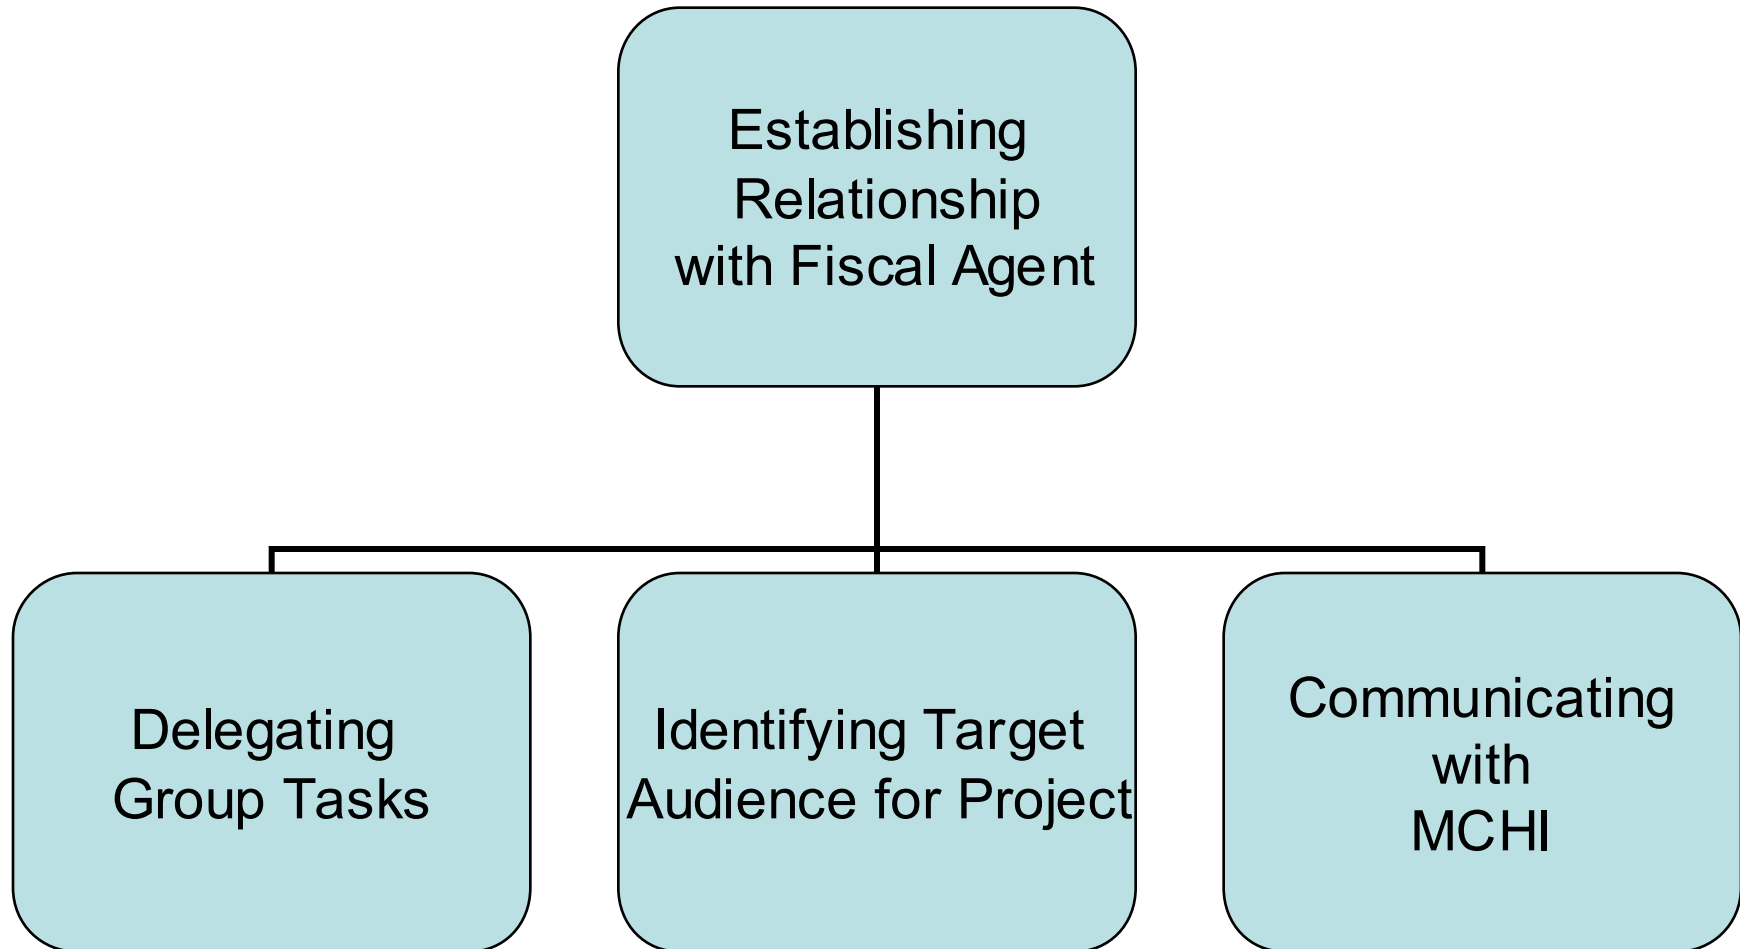 Establishing
Relationship
with Fiscal Agent
Delegating
Group Tasks
Identifying Target
Audience for Project
Communicating
with
MCHI